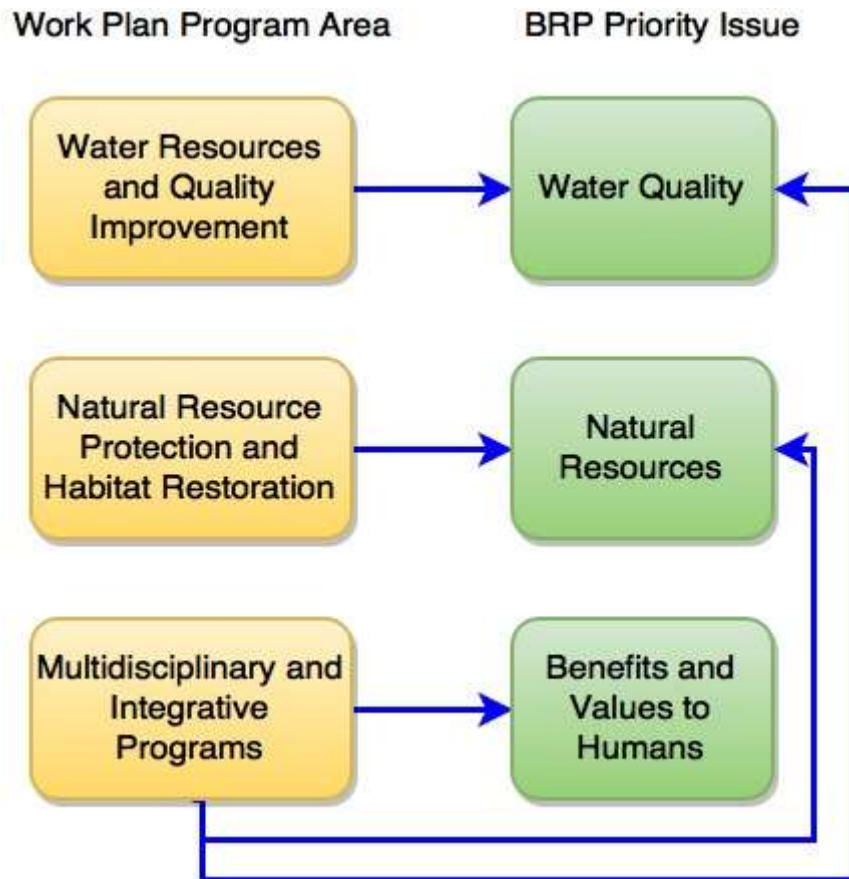 Work Plan Program Area
BRP Priority Issue
Water Resources
and Quality
Improvement
Water Quality
Natural Resource
Protection and
Habitat Restoration
Natural
Resources
Multidisciplinary and
Integrative
Programs
Benefits and
Values to
Humans